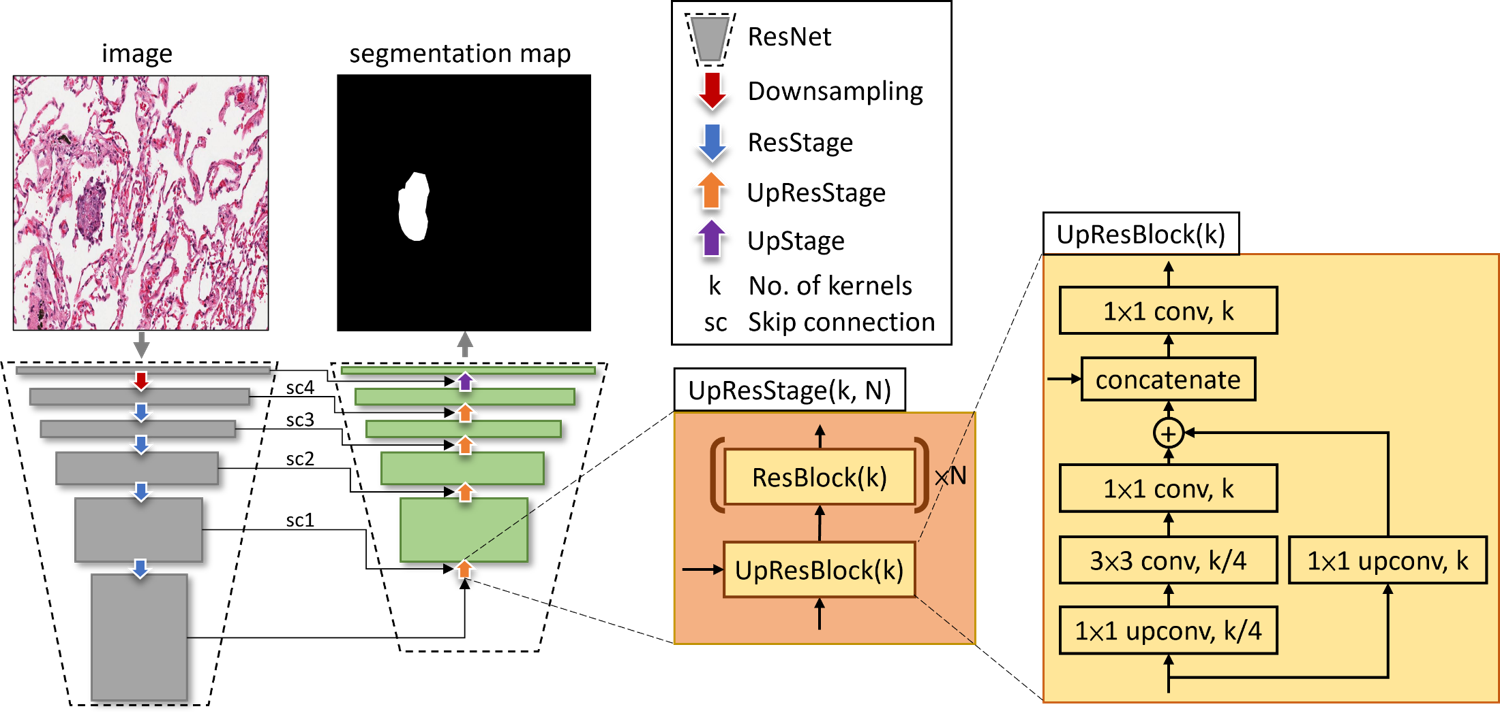 image
segmentation map
ResNet
Downsampling
ResStage
UpResStage
UpStage
k No. of kernels
sc Skip connection
sc4
sc3
sc2
sc1
UpResStage(k, N)
ResBlock(k)
×N
UpResBlock(k)
UpResBlock(k)
1×1 conv, k
concatenate
+
1×1 conv, k
3×3 conv, k/4
1×1 upconv, k
1×1 upconv, k/4